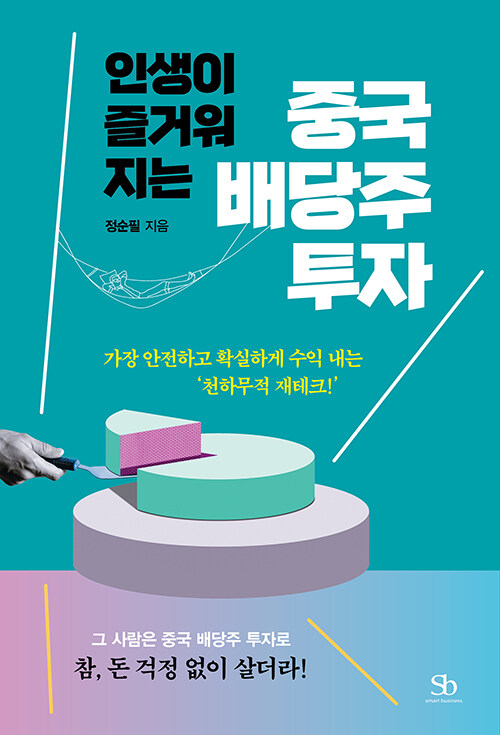 인생이
즐거워
지는
중국
배당주
투자
정순필 지음
가장 안전하고 확실하게 수익 내는
‘천하무적 재테크!’
그 사람은 중국 배당주 투자로
참, 돈 걱정 없이 살더라!
Sb
smart business